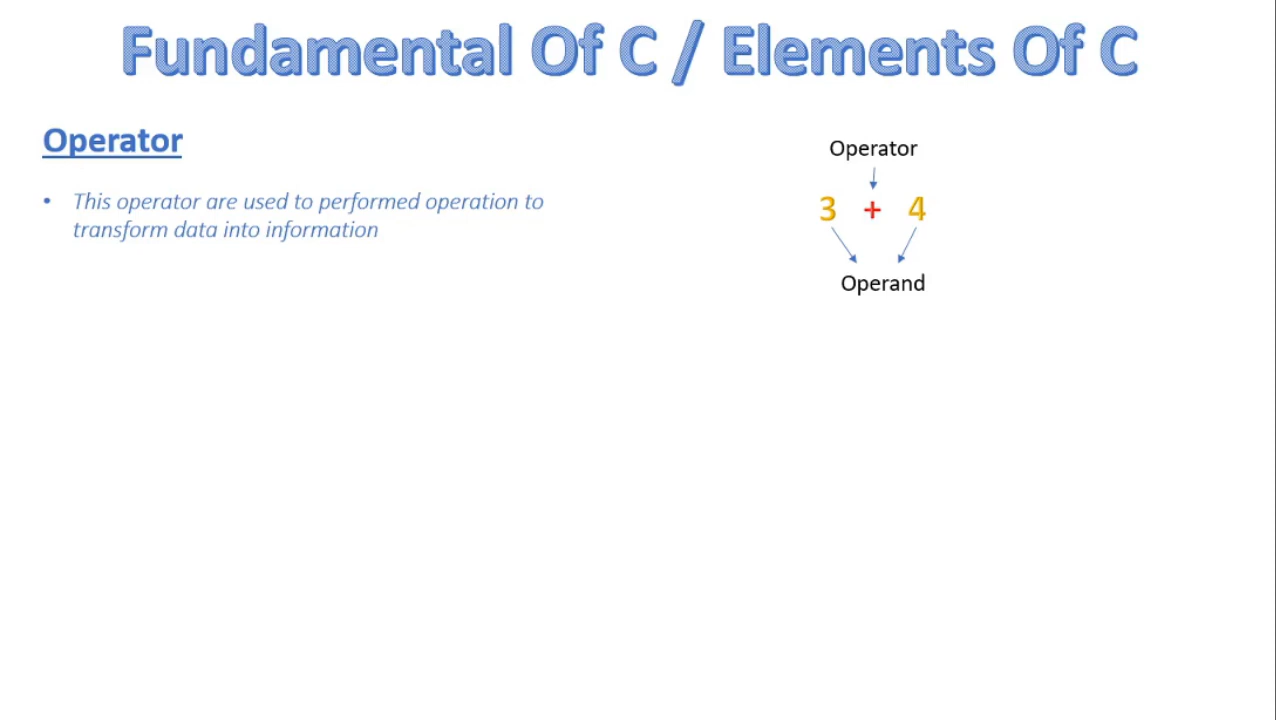 Fundamental Of C / Elements Of C
Operator
• This operator are used to performed operation to
transform data into information
Operator
3 + 4
Operand